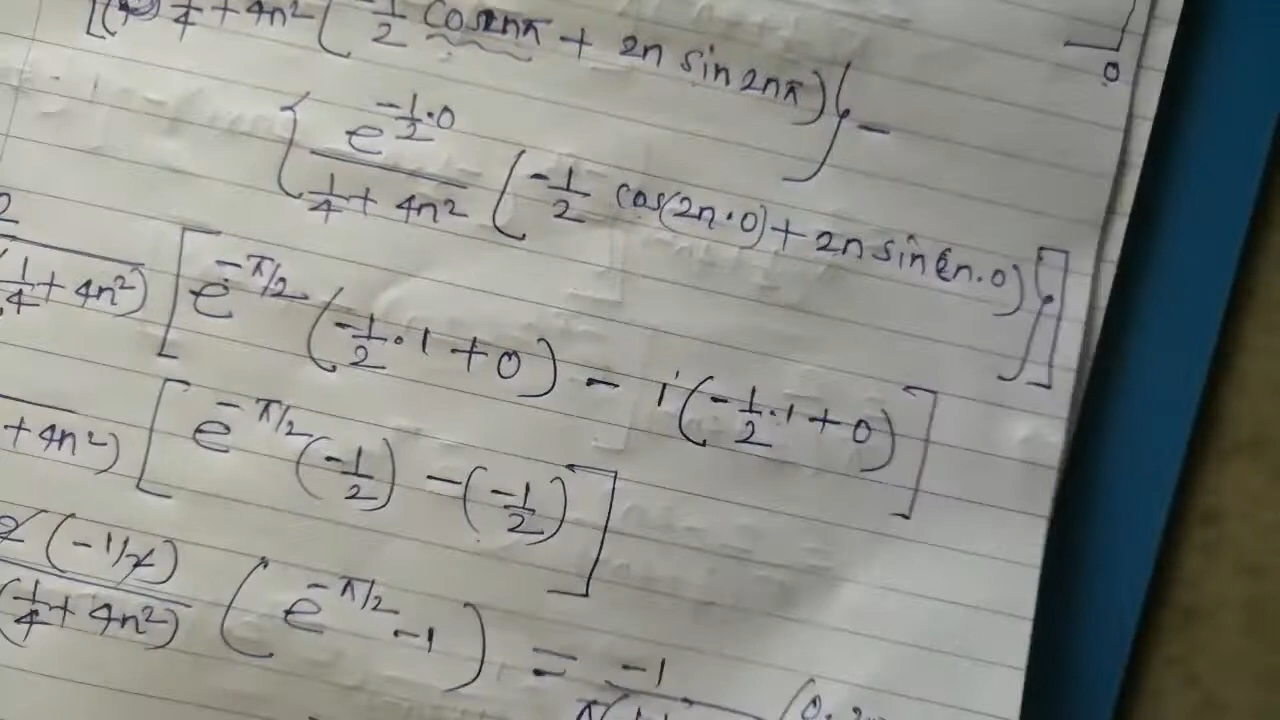 1/4 + 4n² ( -1/2 cos2nπ + 2n sin 2nπ ) } -
0
{ e^(-1/2·0) / (1/4 + 4n²) ( -1/2 cos(2n·0) + 2n sin(2n·0) ) } ]
2 / (1/4 + 4n²) [ e^(-π/2) ( -1/2 · 1 + 0 ) - 1 ( -1/2 · 1 + 0 ) ]
+ 4n²) [ e^(-π/2) ( -1/2 ) - ( -1/2 ) ]
2 (-1/2) / (1/4 + 4n²) ( e^(-π/2) - 1 ) = -1 / π(